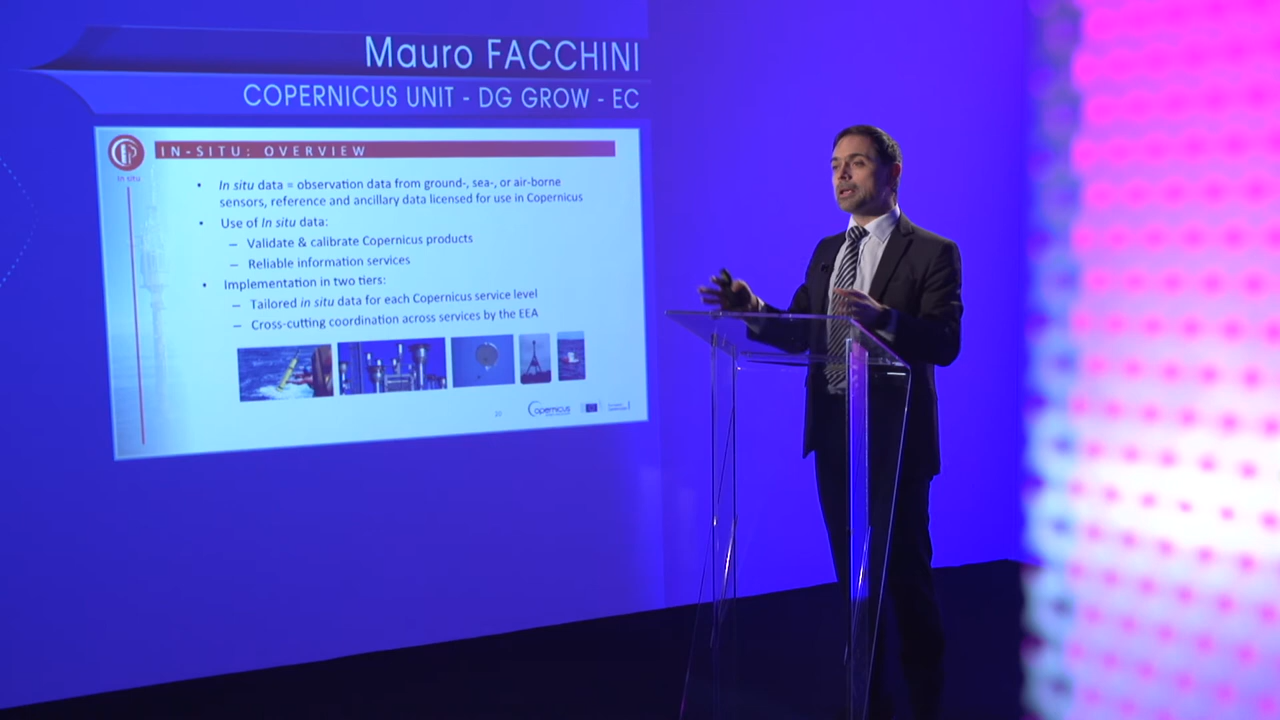 Mauro FACCHINI
COPERNICUS UNIT - DG GROW - EC
IN-SITU: OVERVIEW
in situ
• In situ data = observation data from ground-, sea-, or air-borne
sensors, reference and ancillary data licensed for use in Copernicus
• Use of In situ data:
– Validate & calibrate Copernicus products
– Reliable information services
• Implementation in two tiers:
– Tailored in situ data for each Copernicus service level
– Cross-cutting coordination across services by the EEA
20
Copernicus